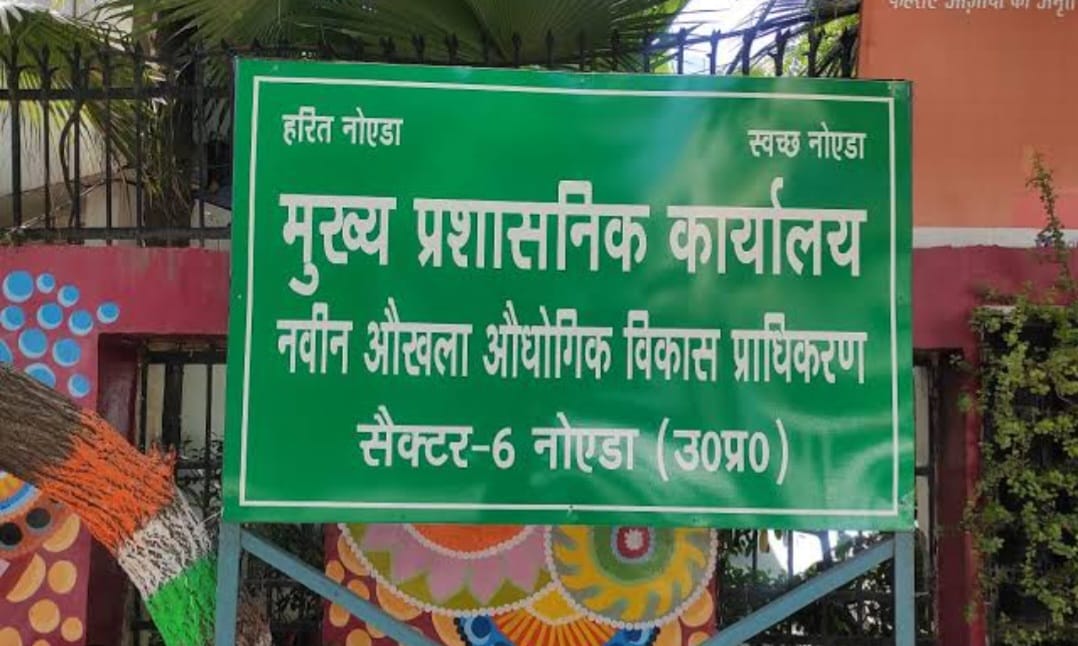 हरित नोएडा स्वच्छ नोएडा
मुख्य प्रशासनिक कार्यालय
नवीन औखला औधोगिक विकास प्राधिकरण
सैक्टर-6 नोएडा (उ0प्र0)